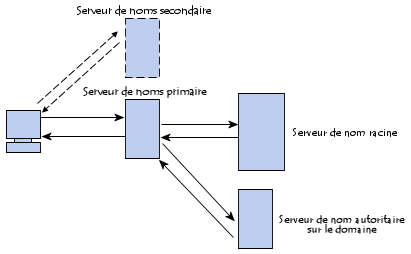 Serveur de noms secondaire
Serveur de noms primaire
Serveur de nom racine
Serveur de nom autoritaire
sur le domaine